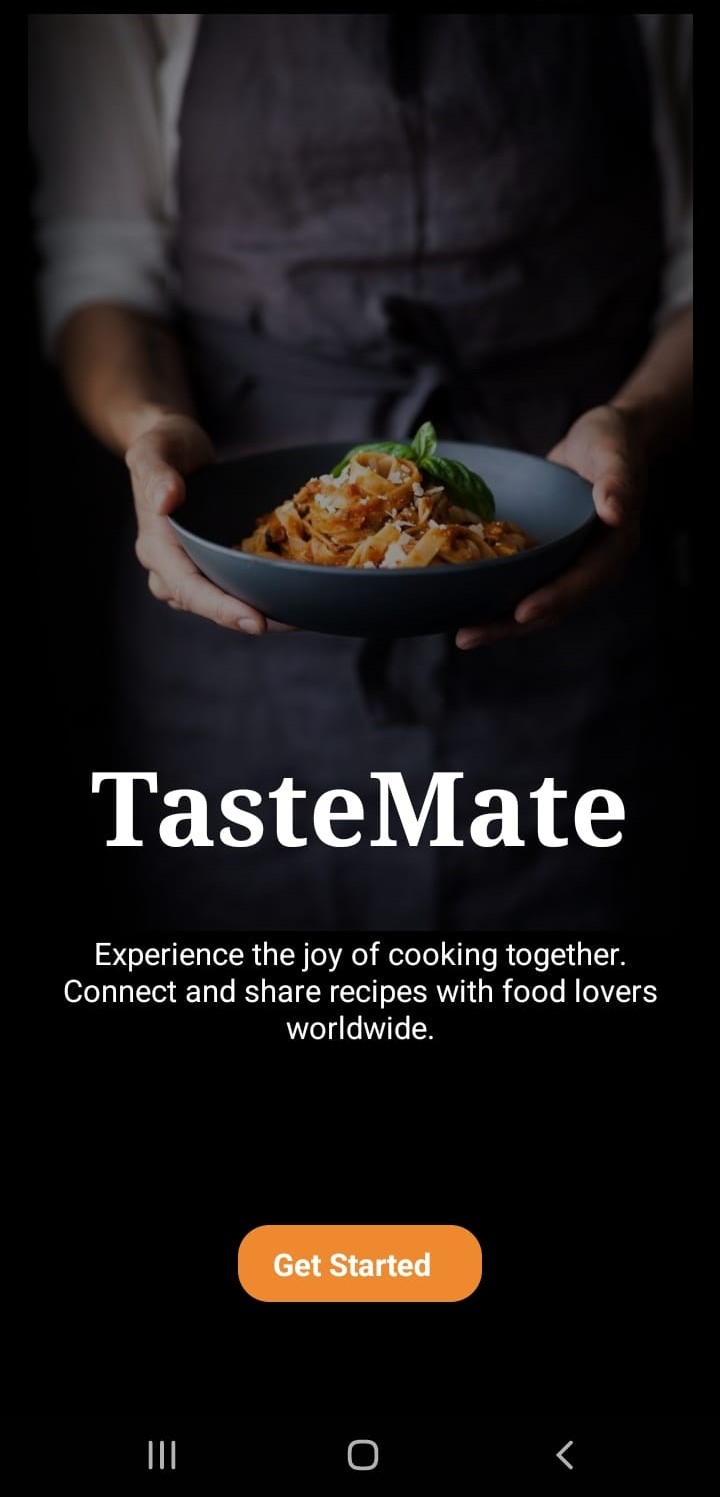 TasteMate
Experience the joy of cooking together.
Connect and share recipes with food lovers
worldwide.
Get Started